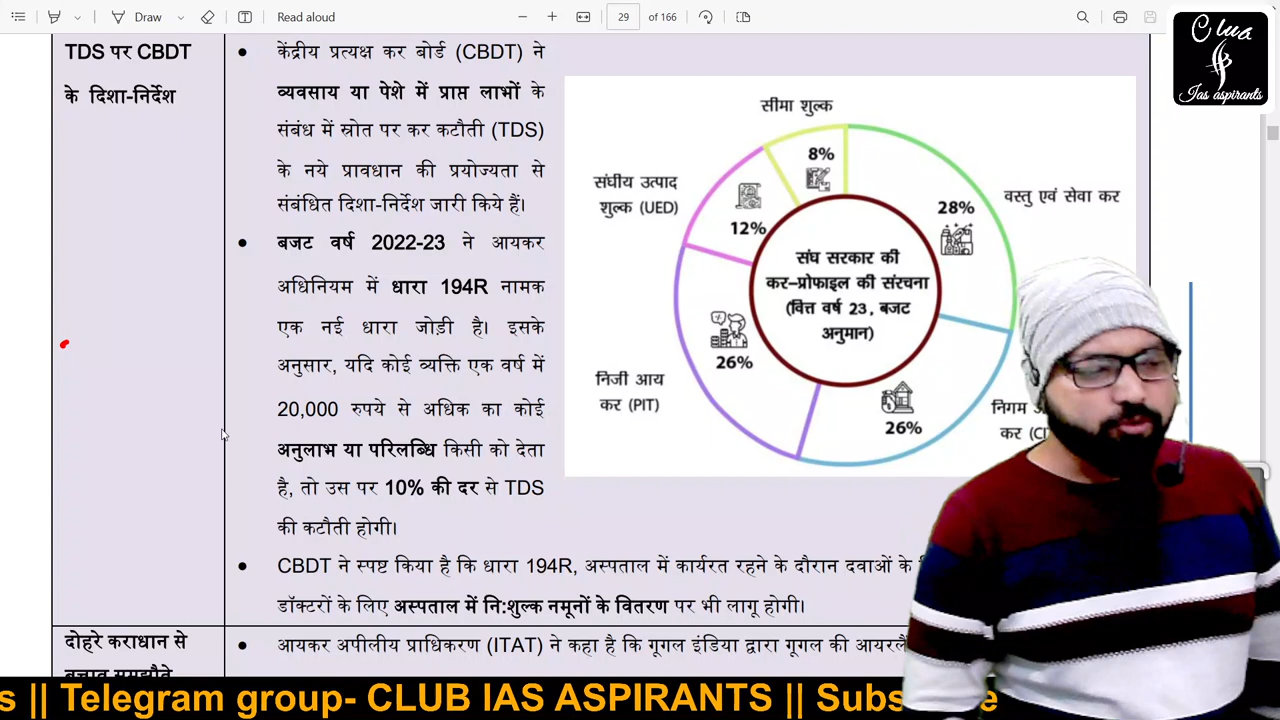 Draw
Read aloud
29
of 166
Clua
Ias aspirants
TDS पर CBDT
के दिशा-निर्देश
केंद्रीय प्रत्यक्ष कर बोर्ड (CBDT) ने
व्यवसाय या पेशे में प्राप्त लाभों के
संबंध में स्रोत पर कर कटौती (TDS)
के नये प्रावधान की प्रयोज्यता से
संबंधित दिशा-निर्देश जारी किये हैं।
बजट वर्ष 2022-23 ने आयकर
अधिनियम में धारा 194R नामक
एक नई धारा जोड़ी है। इसके
अनुसार, यदि कोई व्यक्ति एक वर्ष में
20,000 रुपये से अधिक का कोई
अनुलाभ या परिलब्धि किसी को देता
है, तो उस पर 10% की दर से TDS
की कटौती होगी।
सीमा शुल्क
8%
संघीय उत्पाद
शुल्क (UED)
12%
वस्तु एवं सेवा कर
28%
संघ सरकार की
कर–प्रोफाइल की संरचना
(वित्त वर्ष 23, बजट
अनुमान)
26%
निजी आय
कर (PIT)
26%
निगम
कर
CBDT ने स्पष्ट किया है कि धारा 194R, अस्पताल में कार्यरत रहने के दौरान दवाओं के
डॉक्टरों के लिए अस्पताल में नि:शुल्क नमूनों के वितरण पर भी लागू होगी।
दोहरे कराधान से
बचाव समझौते
आयकर अपीलीय प्राधिकरण (ITAT) ने कहा है कि गूगल इंडिया द्वारा गूगल की
s || Telegram group- CLUB IAS ASPIRANTS || Subs